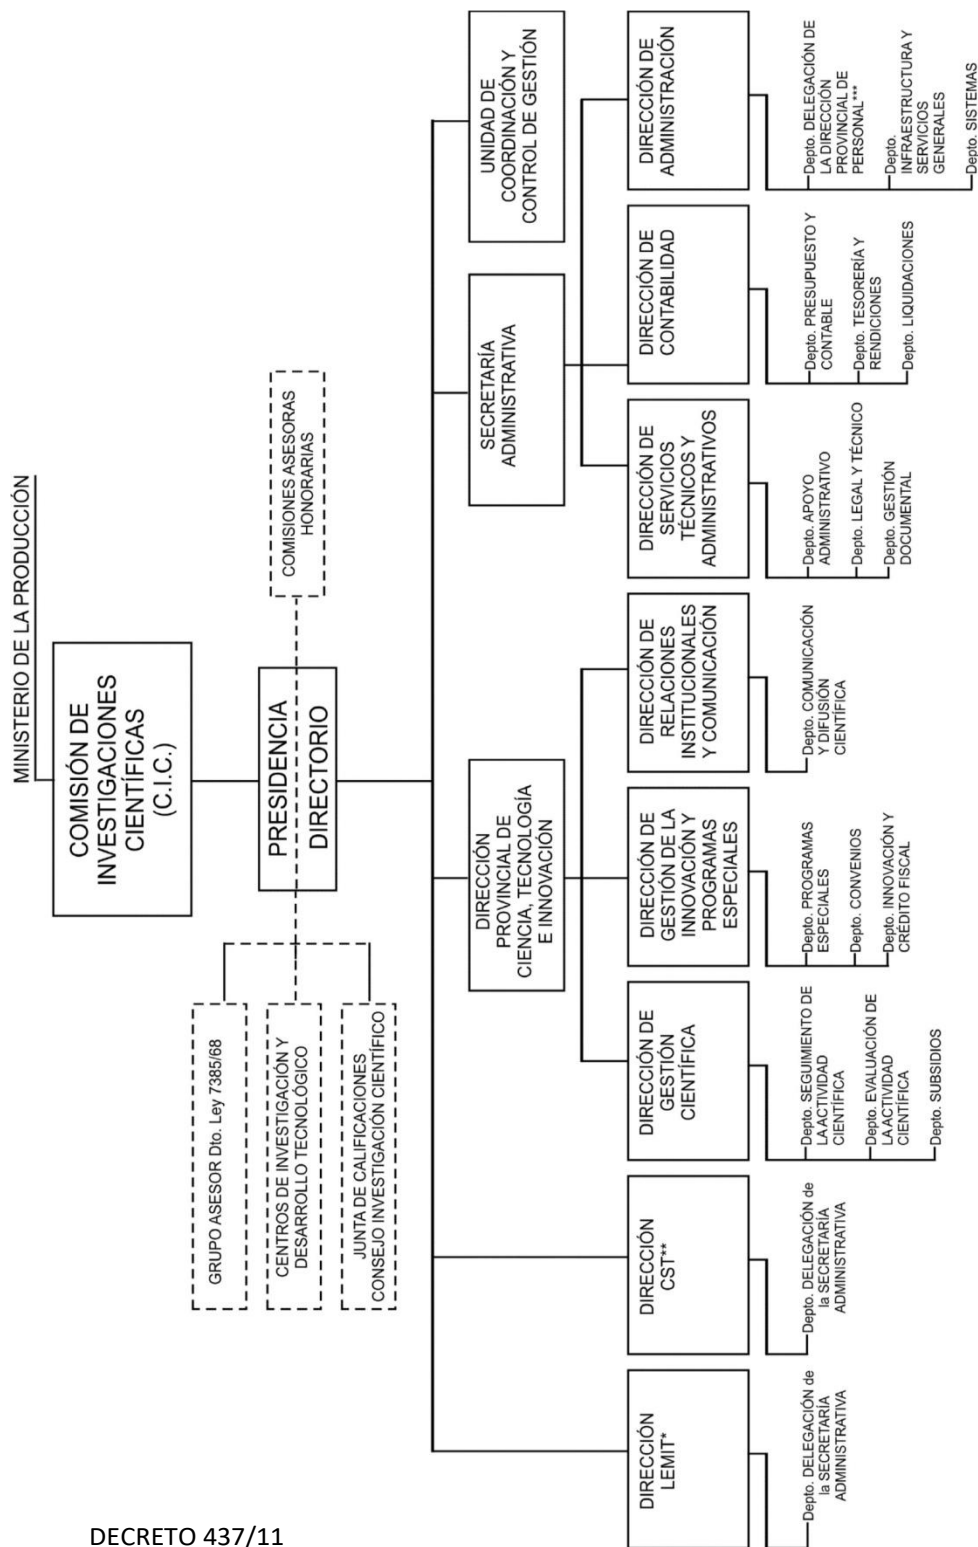 MINISTERIO DE LA PRODUCCIÓN
COMISIÓN DE
INVESTIGACIONES
CIENTÍFICAS
(C.I.C.)
PRESIDENCIA
DIRECTORIO
GRUPO ASESOR Dto. Ley 7385/68
CENTROS DE INVESTIGACIÓN Y
DESARROLLO TECNOLÓGICO
JUNTA DE CALIFICACIONES
CONSEJO INVESTIGACIÓN CIENTÍFICO
COMISIONES ASESORAS
HONORARIAS
DIRECCIÓN
PROVINCIAL DE
CIENCIA, TECNOLOGÍA
E INNOVACIÓN
SECRETARÍA
ADMINISTRATIVA
UNIDAD DE
COORDINACIÓN Y
CONTROL DE GESTIÓN
DIRECCIÓN
LEMIT*
DIRECCIÓN
CST**
DIRECCIÓN DE
GESTIÓN
CIENTÍFICA
DIRECCIÓN DE
GESTIÓN DE LA
INNOVACIÓN Y
PROGRAMAS
ESPECIALES
DIRECCIÓN DE
RELACIONES
INSTITUCIONALES
Y COMUNICACIÓN
DIRECCIÓN DE
SERVICIOS
TÉCNICOS Y
ADMINISTRATIVOS
DIRECCIÓN DE
CONTABILIDAD
DIRECCIÓN DE
ADMINISTRACIÓN
Depto. DELEGACIÓN de
la SECRETARÍA
ADMINISTRATIVA
Depto. DELEGACIÓN de
la SECRETARÍA
ADMINISTRATIVA
Depto. SEGUIMIENTO DE
LA ACTIVIDAD
CIENTÍFICA
Depto. EVALUACIÓN DE
LA ACTIVIDAD
CIENTÍFICA
Depto. SUBSIDIOS
Depto. PROGRAMAS
ESPECIALES
Depto. CONVENIOS
Depto. INNOVACIÓN Y
CRÉDITO FISCAL
Depto. COMUNICACIÓN
Y DIFUSIÓN
CIENTÍFICA
Depto. APOYO
ADMINISTRATIVO
Depto. LEGAL Y TÉCNICO
Depto. GESTIÓN
DOCUMENTAL
Depto. PRESUPUESTO Y
CONTABLE
Depto. TESORERÍA Y
RENDICIONES
Depto. LIQUIDACIONES
Depto. DELEGACIÓN DE
LA DIRECCIÓN
PROVINCIAL DE
PERSONAL***
Depto.
INFRAESTRUCTURA Y
SERVICIOS
GENERALES
Depto. SISTEMAS
DECRETO 437/11